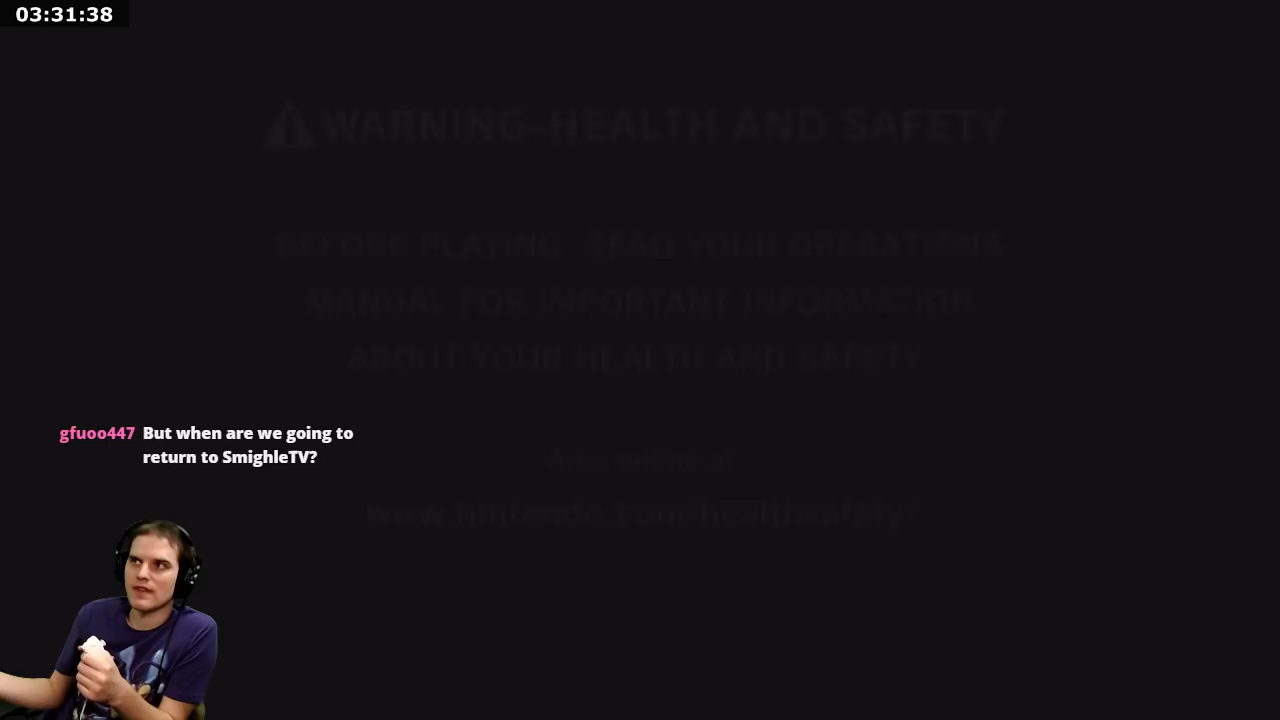 03:31:38
⚠WARNING-HEALTH AND SAFETY
BEFORE PLAYING, READ YOUR OPERATIONS
MANUAL FOR IMPORTANT INFORMATION
ABOUT YOUR HEALTH AND SAFETY.
gfuoo447 But when are we going to
return to SmighleTV?
www.nintendo.com/healthsafety/